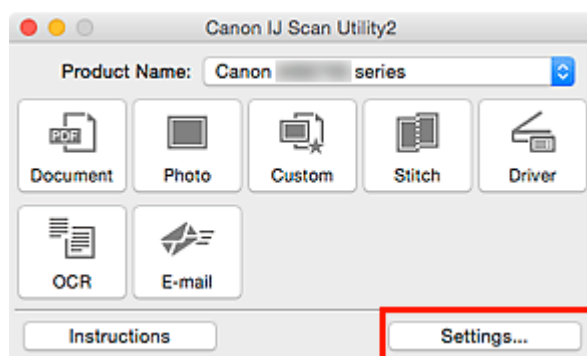 Canon IJ Scan Utility2
Product Name: Canon series
PDF
Document Photo Custom Stitch Driver
OCR E-mail
Instructions Settings...